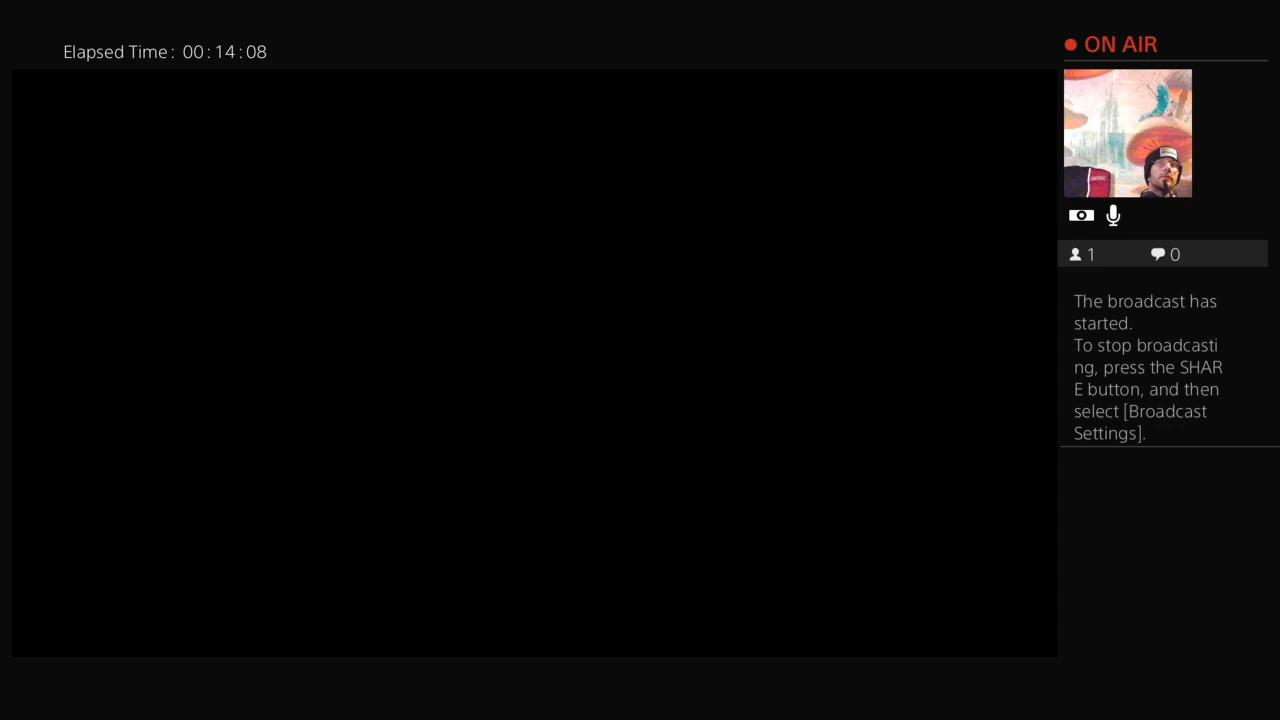 Elapsed Time: 00:14:08
ON AIR
1 0
The broadcast has
started.
To stop broadcasti
ng, press the SHAR
E button, and then
select [Broadcast
Settings].